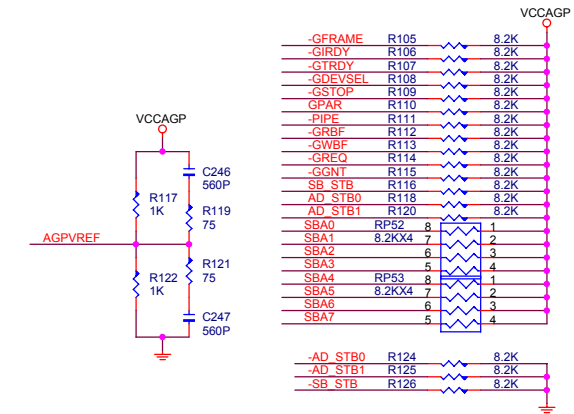 VCCAGP
-GFRAME R105 8.2K
-GIRDY R106 8.2K
-GTRDY R107 8.2K
-GDEVSEL R108 8.2K
-GSTOP R109 8.2K
GPAR R110 8.2K
-PIPE R111 8.2K
-GRBF R112 8.2K
-GWBF R113 8.2K
-GREQ R114 8.2K
-GGNT R115 8.2K
SB_STB R116 8.2K
AD_STB0 R118 8.2K
AD_STB1 R120 8.2K
SBA0 RP52 8 1
SBA1 8.2KX4 7 2
SBA2 6 3
SBA3 5 4
SBA4 RP53 8 1
SBA5 8.2KX4 7 2
SBA6 6 3
SBA7 5 4
-AD_STB0 R124 8.2K
-AD_STB1 R125 8.2K
-SB_STB R126 8.2K
VCCAGP
C246
560P
R117
1K
R119
75
AGPVREF
R121
75
R122
1K
C247
560P